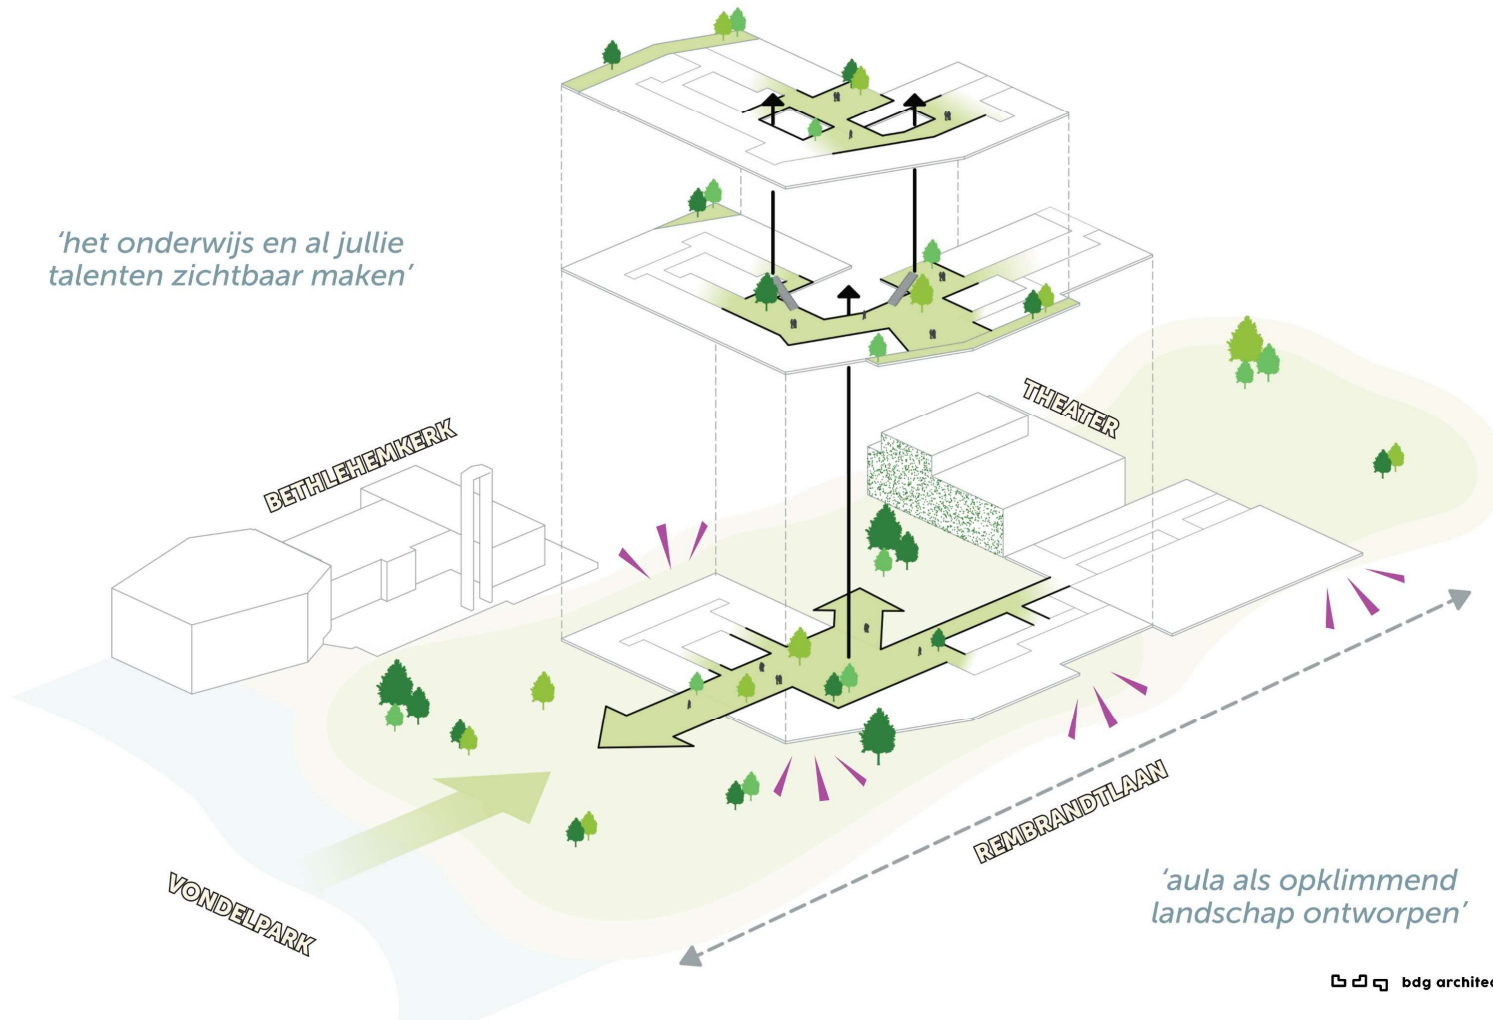 ‘het onderwijs en al jullie
talenten zichtbaar maken’
THEATER
BETHLEHEMKERK
REMBRANDTLAAN
VONDELPARK
‘aula als opklimmend
landschap ontworpen’
bdg architec